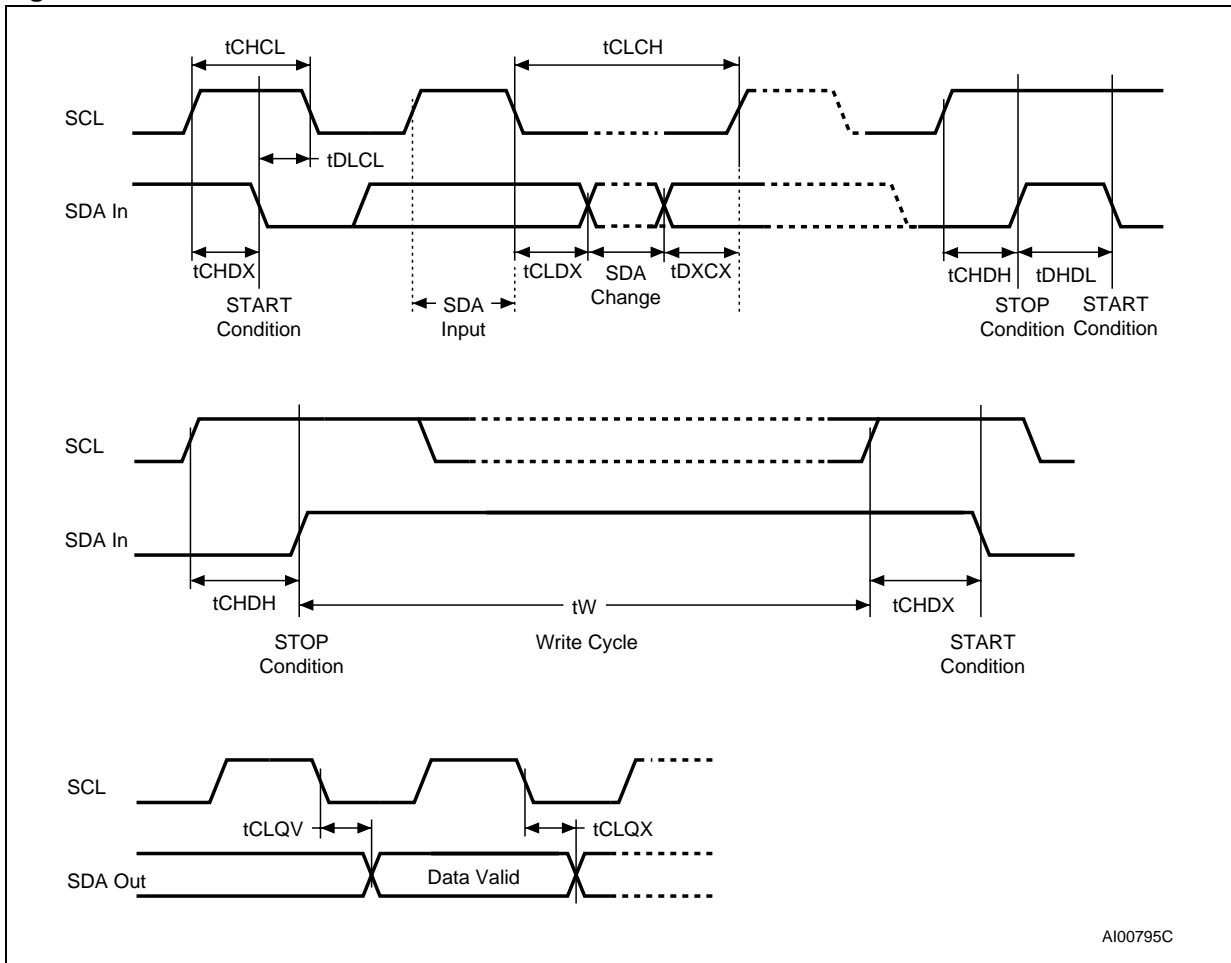 tCHCL
tCLCH
SCL
tDLCL
SDA In
tCHDX
tCLDX
SDA
Change
tDXCX
tCHDH
tDHDL
START
Condition
SDA
Input
STOP
Condition
START
Condition
SCL
SDA In
tCHDH
tW
tCHDX
STOP
Condition
Write Cycle
START
Condition
SCL
tCLQV
tCLQX
SDA Out
Data Valid
AI00795C